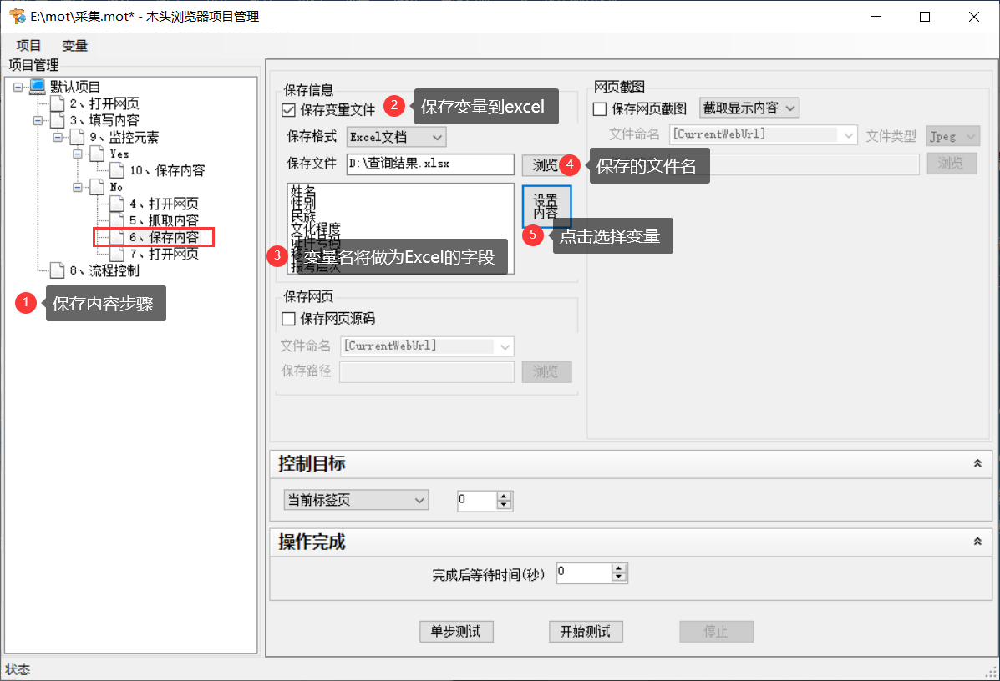 E:\mot\采集.mot* - 木头浏览器项目管理
项目 变量
项目管理
默认项目
2、打开网页
3、填写内容
9、监控元素
Yes
10、保存内容
No
4、打开网页
5、抓取内容
6、保存内容
7、打开网页
8、流程控制
1 保存内容步骤
保存信息
保存变量文件
2 保存变量到excel
保存格式 Excel文档
保存文件 D:\查询结果.xlsx 浏览
4 保存的文件名
姓名
性别
民族
文化程度
证件号码
3 变量名将做为Excel的字段
报考层次
设置
内容
5 点击选择变量
保存网页
保存网页源码
文件命名 [CurrentWebUrl]
保存路径 浏览
网页截图
保存网页截图 截取显示内容
文件命名 [CurrentWebUrl] 文件类型 Jpeg
浏览
控制目标
当前标签页 0
操作完成
完成后等待时间(秒) 0
单步测试 开始测试 停止
状态